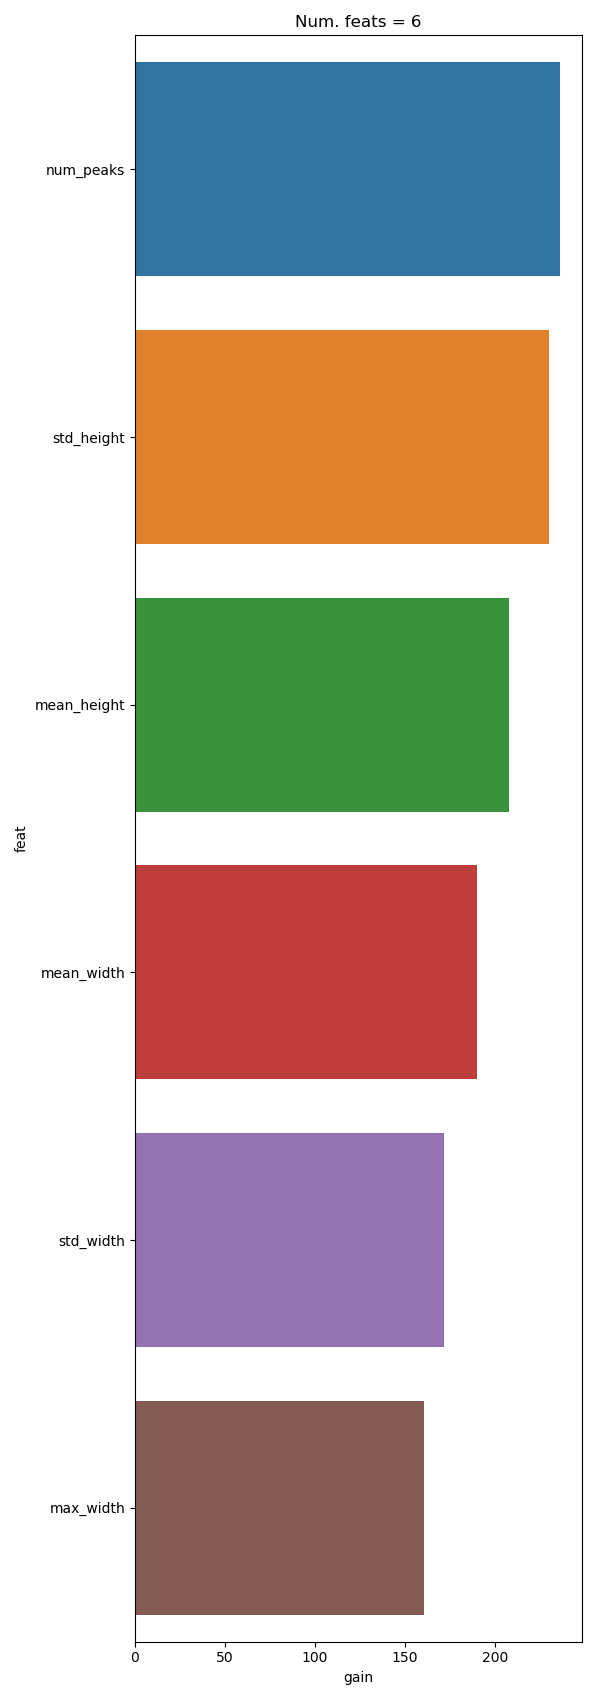 Num. feats = 6
num_peaks
std_height
mean_height
mean_width
std_width
max_width
feat
0 50 100 150 200
gain